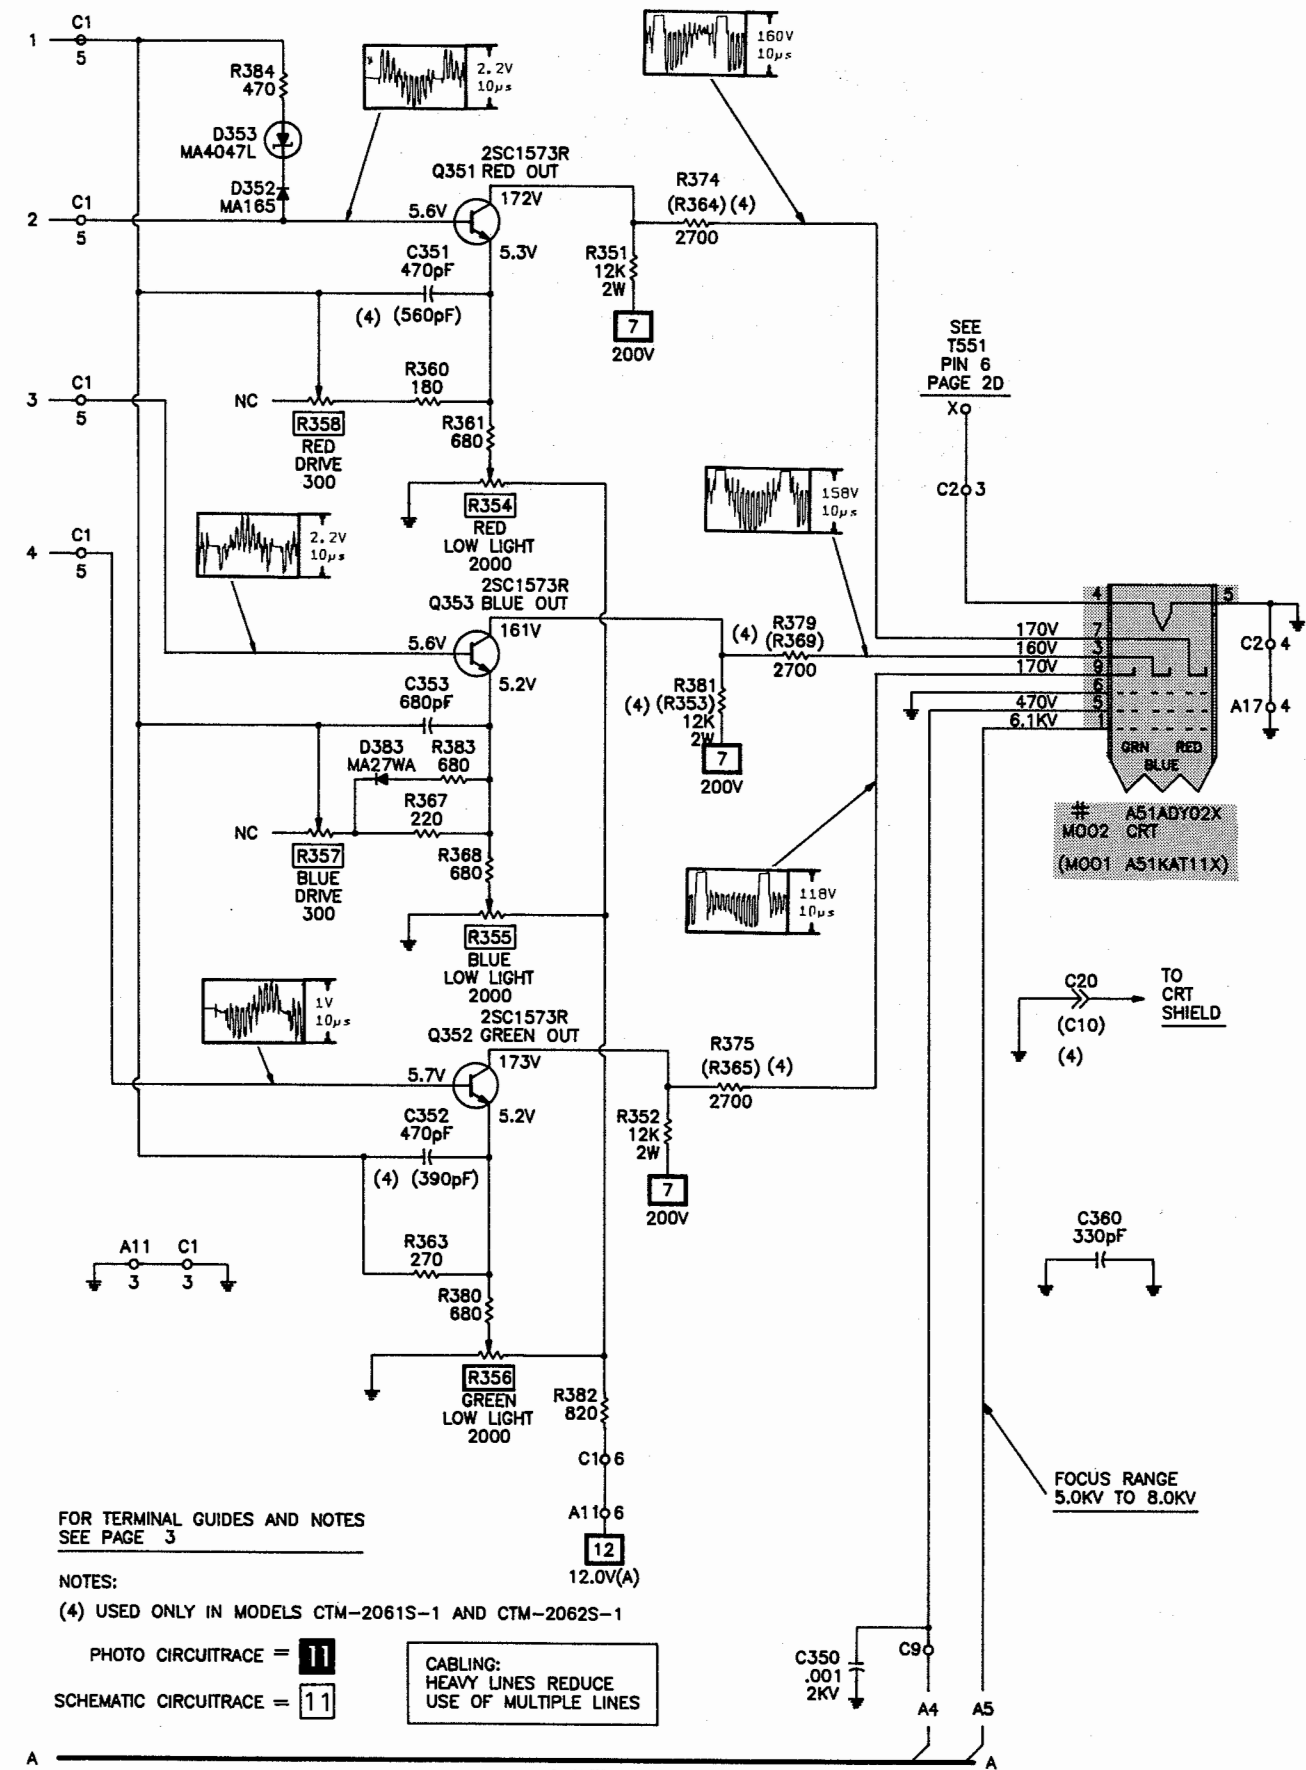 1
C1
5
R384
470
D353
MA4047L
D352
MA165
2
C1
5
2.2V
10µs
160V
10µs
2SC1573R
Q351 RED OUT
172V
5.6V
5.3V
C351
470pF
(4) (560pF)
R374
(R364) (4)
2700
R351
12K
2W
7
200V
3
C1
5
NC
R358
RED
DRIVE
300
R360
180
R361
680
R354
RED
LOW LIGHT
2000
SEE
T551
PIN 6
PAGE 2D
X
C2 3
158V
10µs
4
C1
5
2.2V
10µs
2SC1573R
Q353 BLUE OUT
161V
5.6V
5.2V
C353
680pF
D383
MA27WA
R383
680
R367
220
NC
R357
BLUE
DRIVE
300
R368
680
R355
BLUE
LOW LIGHT
2000
(4)
R379
(R369)
2700
R381
(4) (R353)
12K
2W
7
200V
4
5
170V
7
160V
3
170V
9
6
470V
5
6.1KV
1
GRN RED
BLUE
C2 4
A17 4
# A51ADY02X
M002 CRT
(M001 A51KAT11X)
118V
10µs
C20
(C10)
(4)
TO
CRT
SHIELD
1V
10µs
2SC1573R
Q352 GREEN OUT
173V
5.7V
5.2V
C352
470pF
(4) (390pF)
R375
(R365) (4)
2700
R352
12K
2W
7
200V
A11 C1
3 3
R363
270
R380
680
R356
GREEN
LOW LIGHT
2000
R382
820
C1 6
A11 6
12
12.0V(A)
C360
330pF
FOCUS RANGE
5.0KV TO 8.0KV
FOR TERMINAL GUIDES AND NOTES
SEE PAGE 3
NOTES:
(4) USED ONLY IN MODELS CTM-2061S-1 AND CTM-2062S-1
PHOTO CIRCUITRACE = 11
SCHEMATIC CIRCUITRACE = 11
CABLING:
HEAVY LINES REDUCE
USE OF MULTIPLE LINES
C350
.001
2KV
C9
A4
A5
A
A